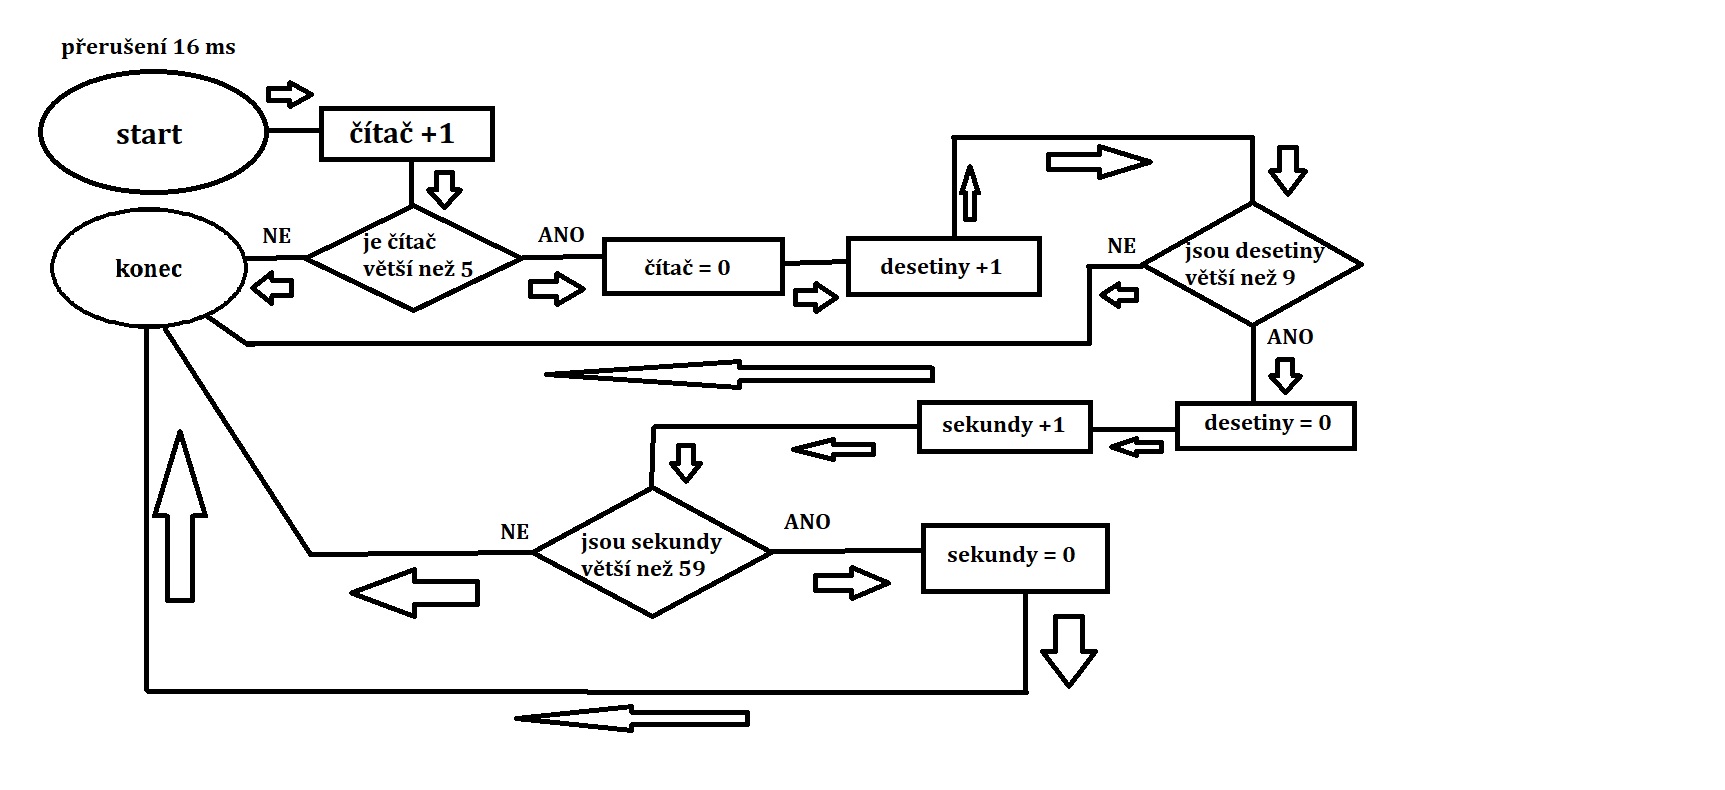 přerušení 16 ms
start
čítač +1
konec
NE
je čítač
větší než 5
ANO
čítač = 0
desetiny +1
NE
jsou desetiny
větší než 9
ANO
desetiny = 0
sekundy +1
NE
jsou sekundy
větší než 59
ANO
sekundy = 0